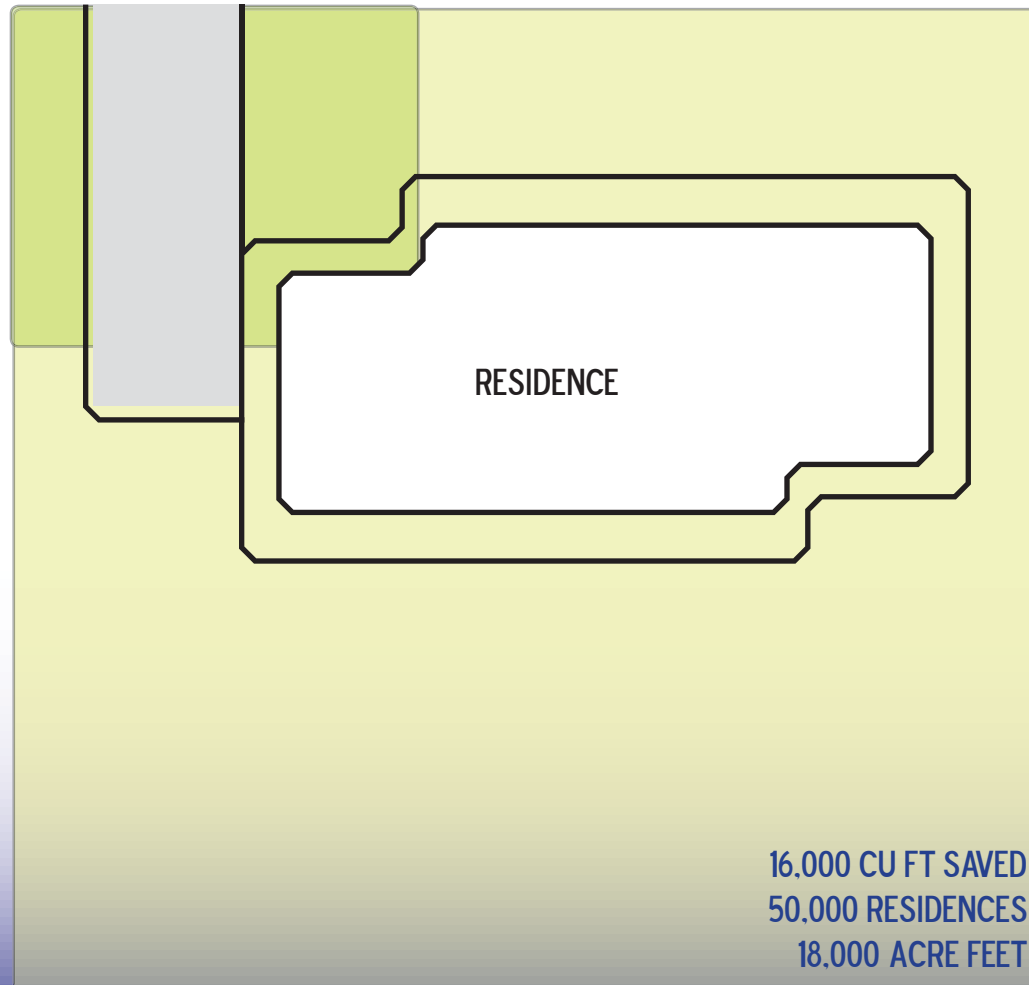 RESIDENCE
16,000 CU FT SAVED
50,000 RESIDENCES
18,000 ACRE FEET